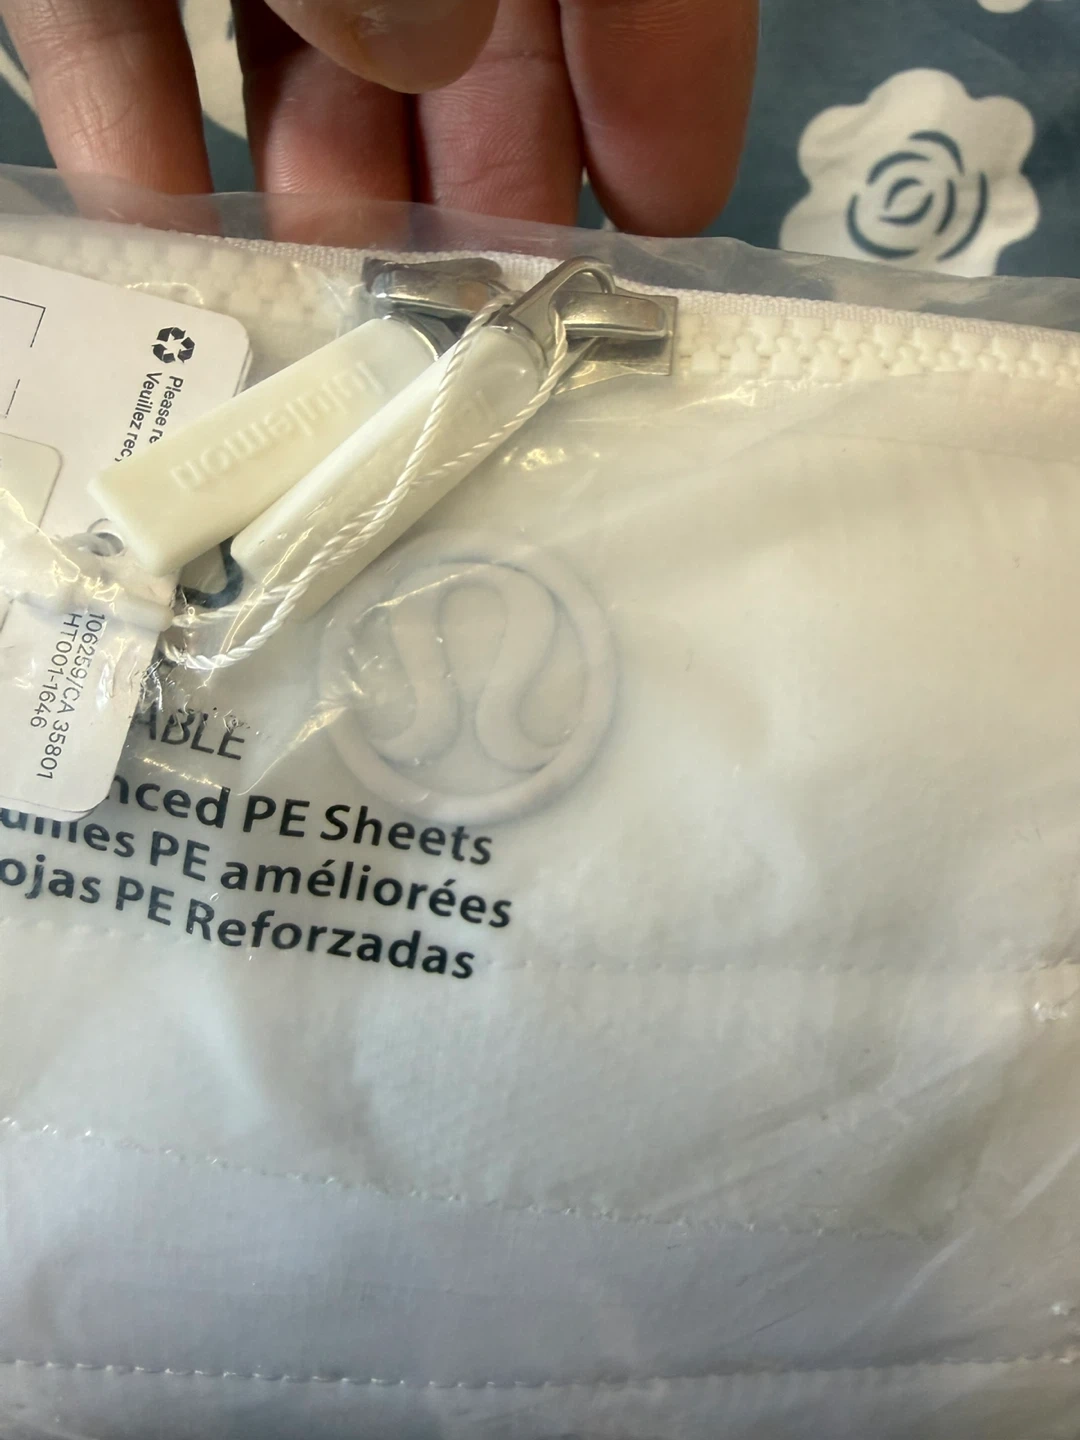 lululemon
Please re
Veuillez rec
106259/CA 35801
HT001-1646
ABLE
nced PE Sheets
uilles PE améliorées
ojas PE Reforzadas